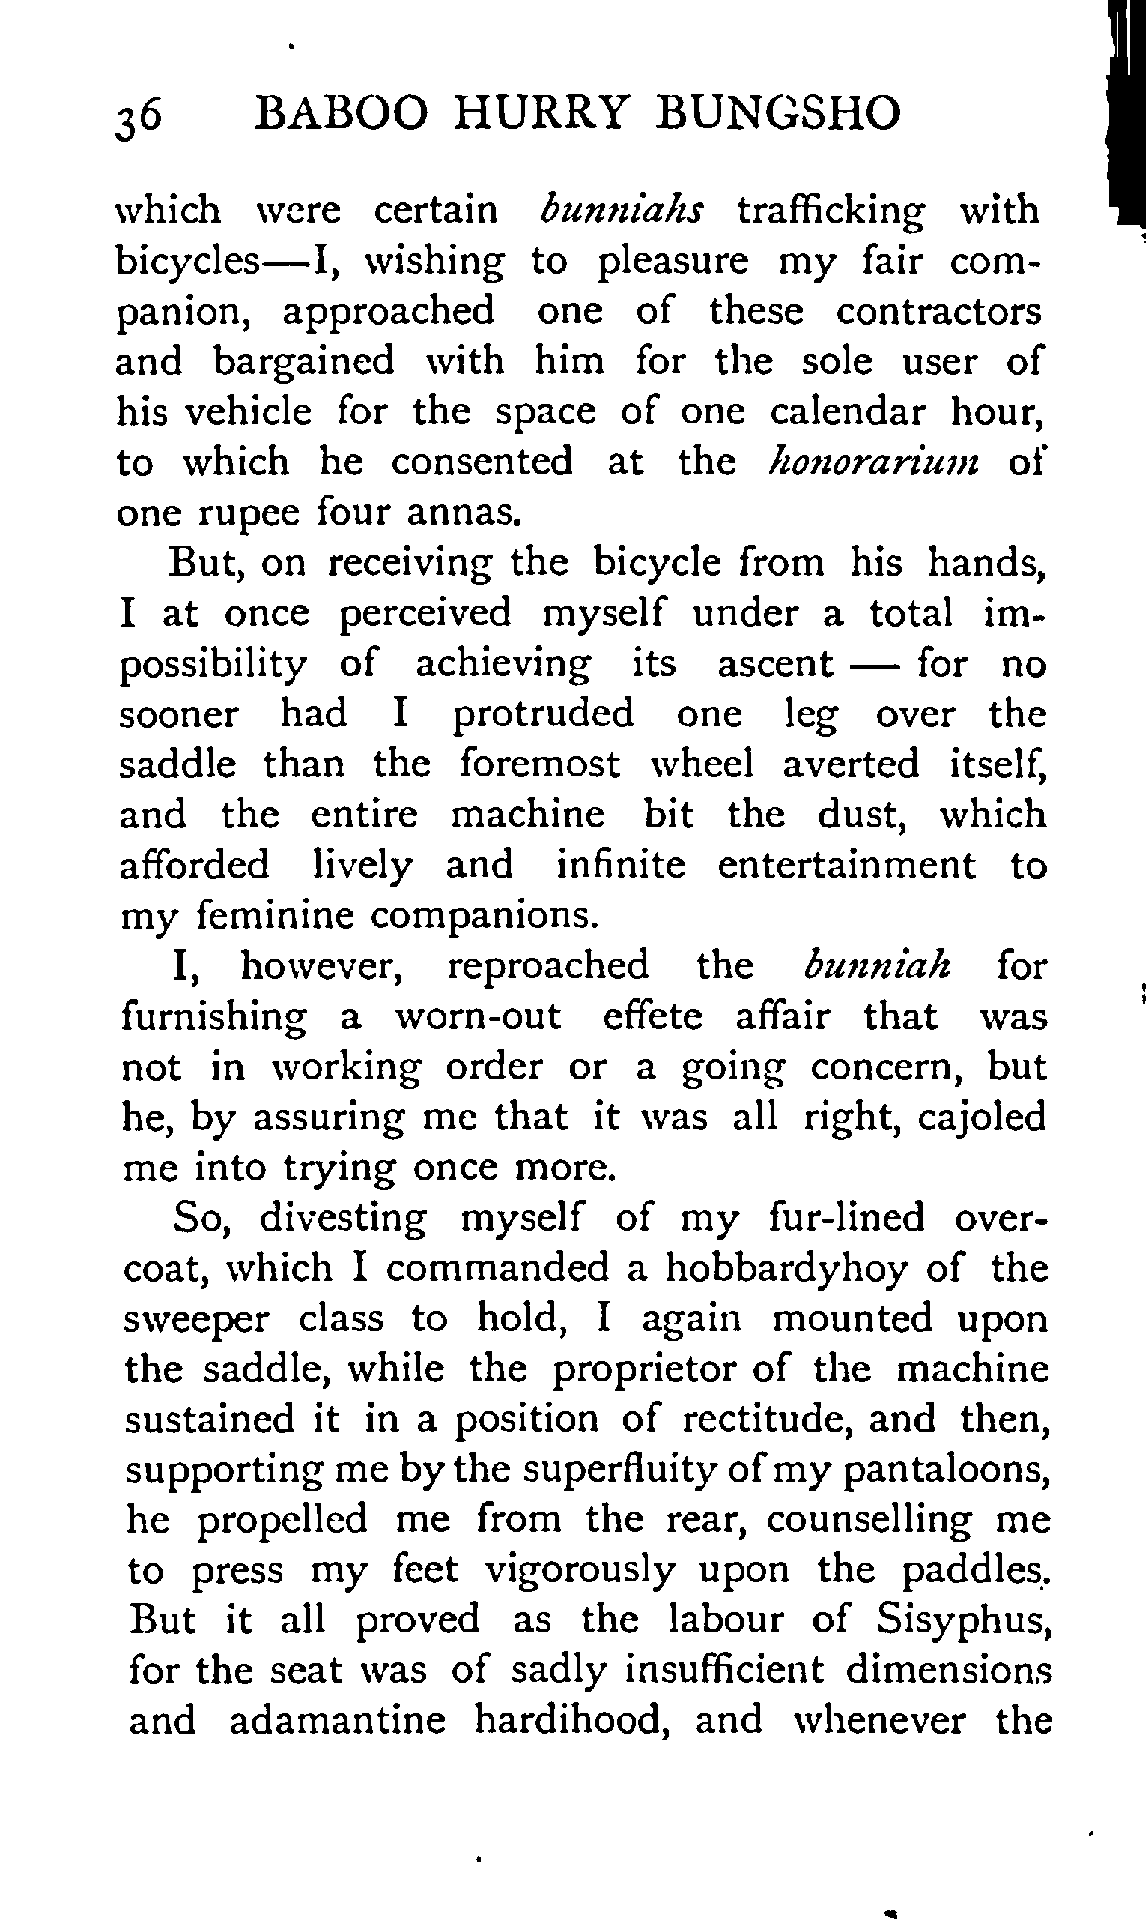 36 BABOO HURRY BUNGSHO
which were certain bunniahs trafficking with
bicycles—I, wishing to pleasure my fair com-
panion, approached one of these contractors
and bargained with him for the sole user of
his vehicle for the space of one calendar hour,
to which he consented at the honorarium of
one rupee four annas.
But, on receiving the bicycle from his hands,
I at once perceived myself under a total im-
possibility of achieving its ascent — for no
sooner had I protruded one leg over the
saddle than the foremost wheel averted itself,
and the entire machine bit the dust, which
afforded lively and infinite entertainment to
my feminine companions.
I, however, reproached the bunniah for
furnishing a worn-out effete affair that was
not in working order or a going concern, but
he, by assuring me that it was all right, cajoled
me into trying once more.
So, divesting myself of my fur-lined over-
coat, which I commanded a hobbardyhoy of the
sweeper class to hold, I again mounted upon
the saddle, while the proprietor of the machine
sustained it in a position of rectitude, and then,
supporting me by the superfluity of my pantaloons,
he propelled me from the rear, counselling me
to press my feet vigorously upon the paddles.
But it all proved as the labour of Sisyphus,
for the seat was of sadly insufficient dimensions
and adamantine hardihood, and whenever the